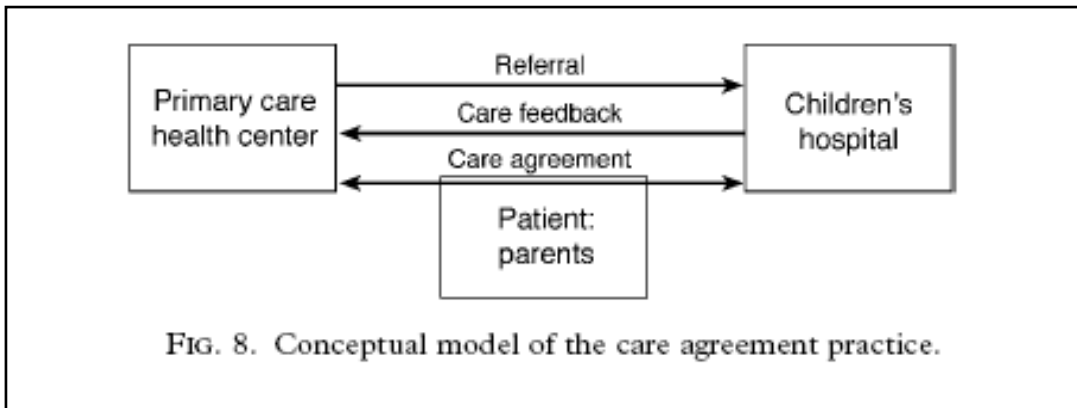 Referral
Primary care
health center
Care feedback
Children's
hospital
Care agreement
Patient:
parents
FIG. 8. Conceptual model of the care agreement practice.